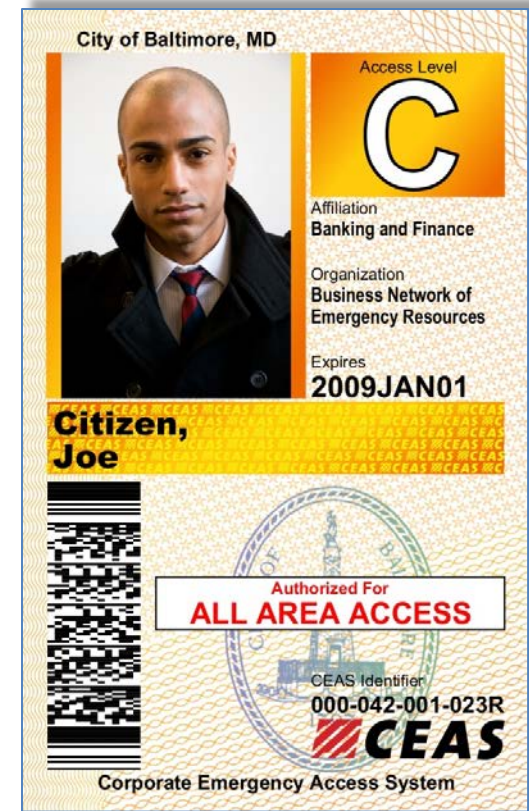 City of Baltimore, MD
Access Level
C
Affiliation
Banking and Finance
Organization
Business Network of
Emergency Resources
Expires
2009JAN01
Citizen,
Joe
Authorized For
ALL AREA ACCESS
CEAS Identifier
000-042-001-023R
CEAS
Corporate Emergency Access System